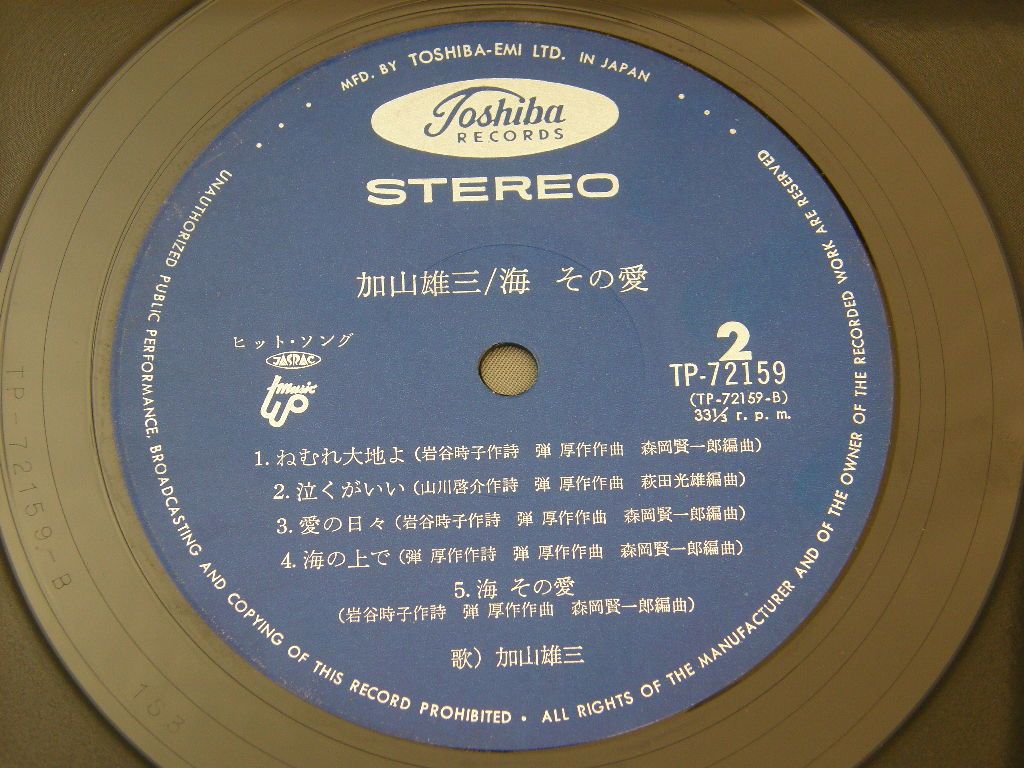 MFD. BY TOSHIBA-EMI LTD. IN JAPAN
Toshiba
RECORDS
STEREO
加山雄三/海 その愛
ヒット・ソング
JASRAC
music
UP
2
TP-72159
(TP-72159-B)
33⅓ r. p. m.
1. ねむれ大地よ (岩谷時子作詩 弾 厚作作曲 森岡賢一郎編曲)
2. 泣くがいい (山川啓介作詩 弾 厚作作曲 萩田光雄編曲)
3. 愛の日々 (岩谷時子作詩 弾 厚作作曲 森岡賢一郎編曲)
4. 海の上で (弾 厚作作詩 弾 厚作作曲 森岡賢一郎編曲)
5. 海 その愛
(岩谷時子作詩 弾 厚作作曲 森岡賢一郎編曲)
歌) 加山雄三
UNAUTHORIZED PUBLIC PERFORMANCE, BROADCASTING AND COPYING OF THIS RECORD PROHIBITED • ALL RIGHTS OF THE MANUFACTURER AND OF THE OWNER OF THE RECORDED WORK ARE RESERVED
TP-72159-B
1S3